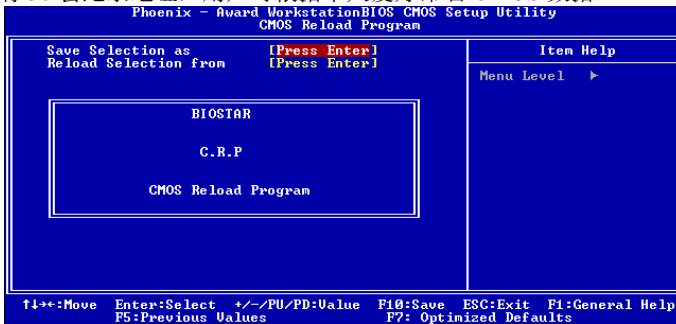 Phoenix - Award WorkstationBIOS CMOS Setup Utility
CMOS Reload Program
Save Selection as [Press Enter]
Reload Selection from [Press Enter]
Item Help
Menu Level ►
BIOSTAR
C.R.P
CMOS Reload Program
↑↓→←:Move Enter:Select +/-/PU/PD:Value F10:Save ESC:Exit F1:General Help
F5:Previous Values F7: Optimized Defaults